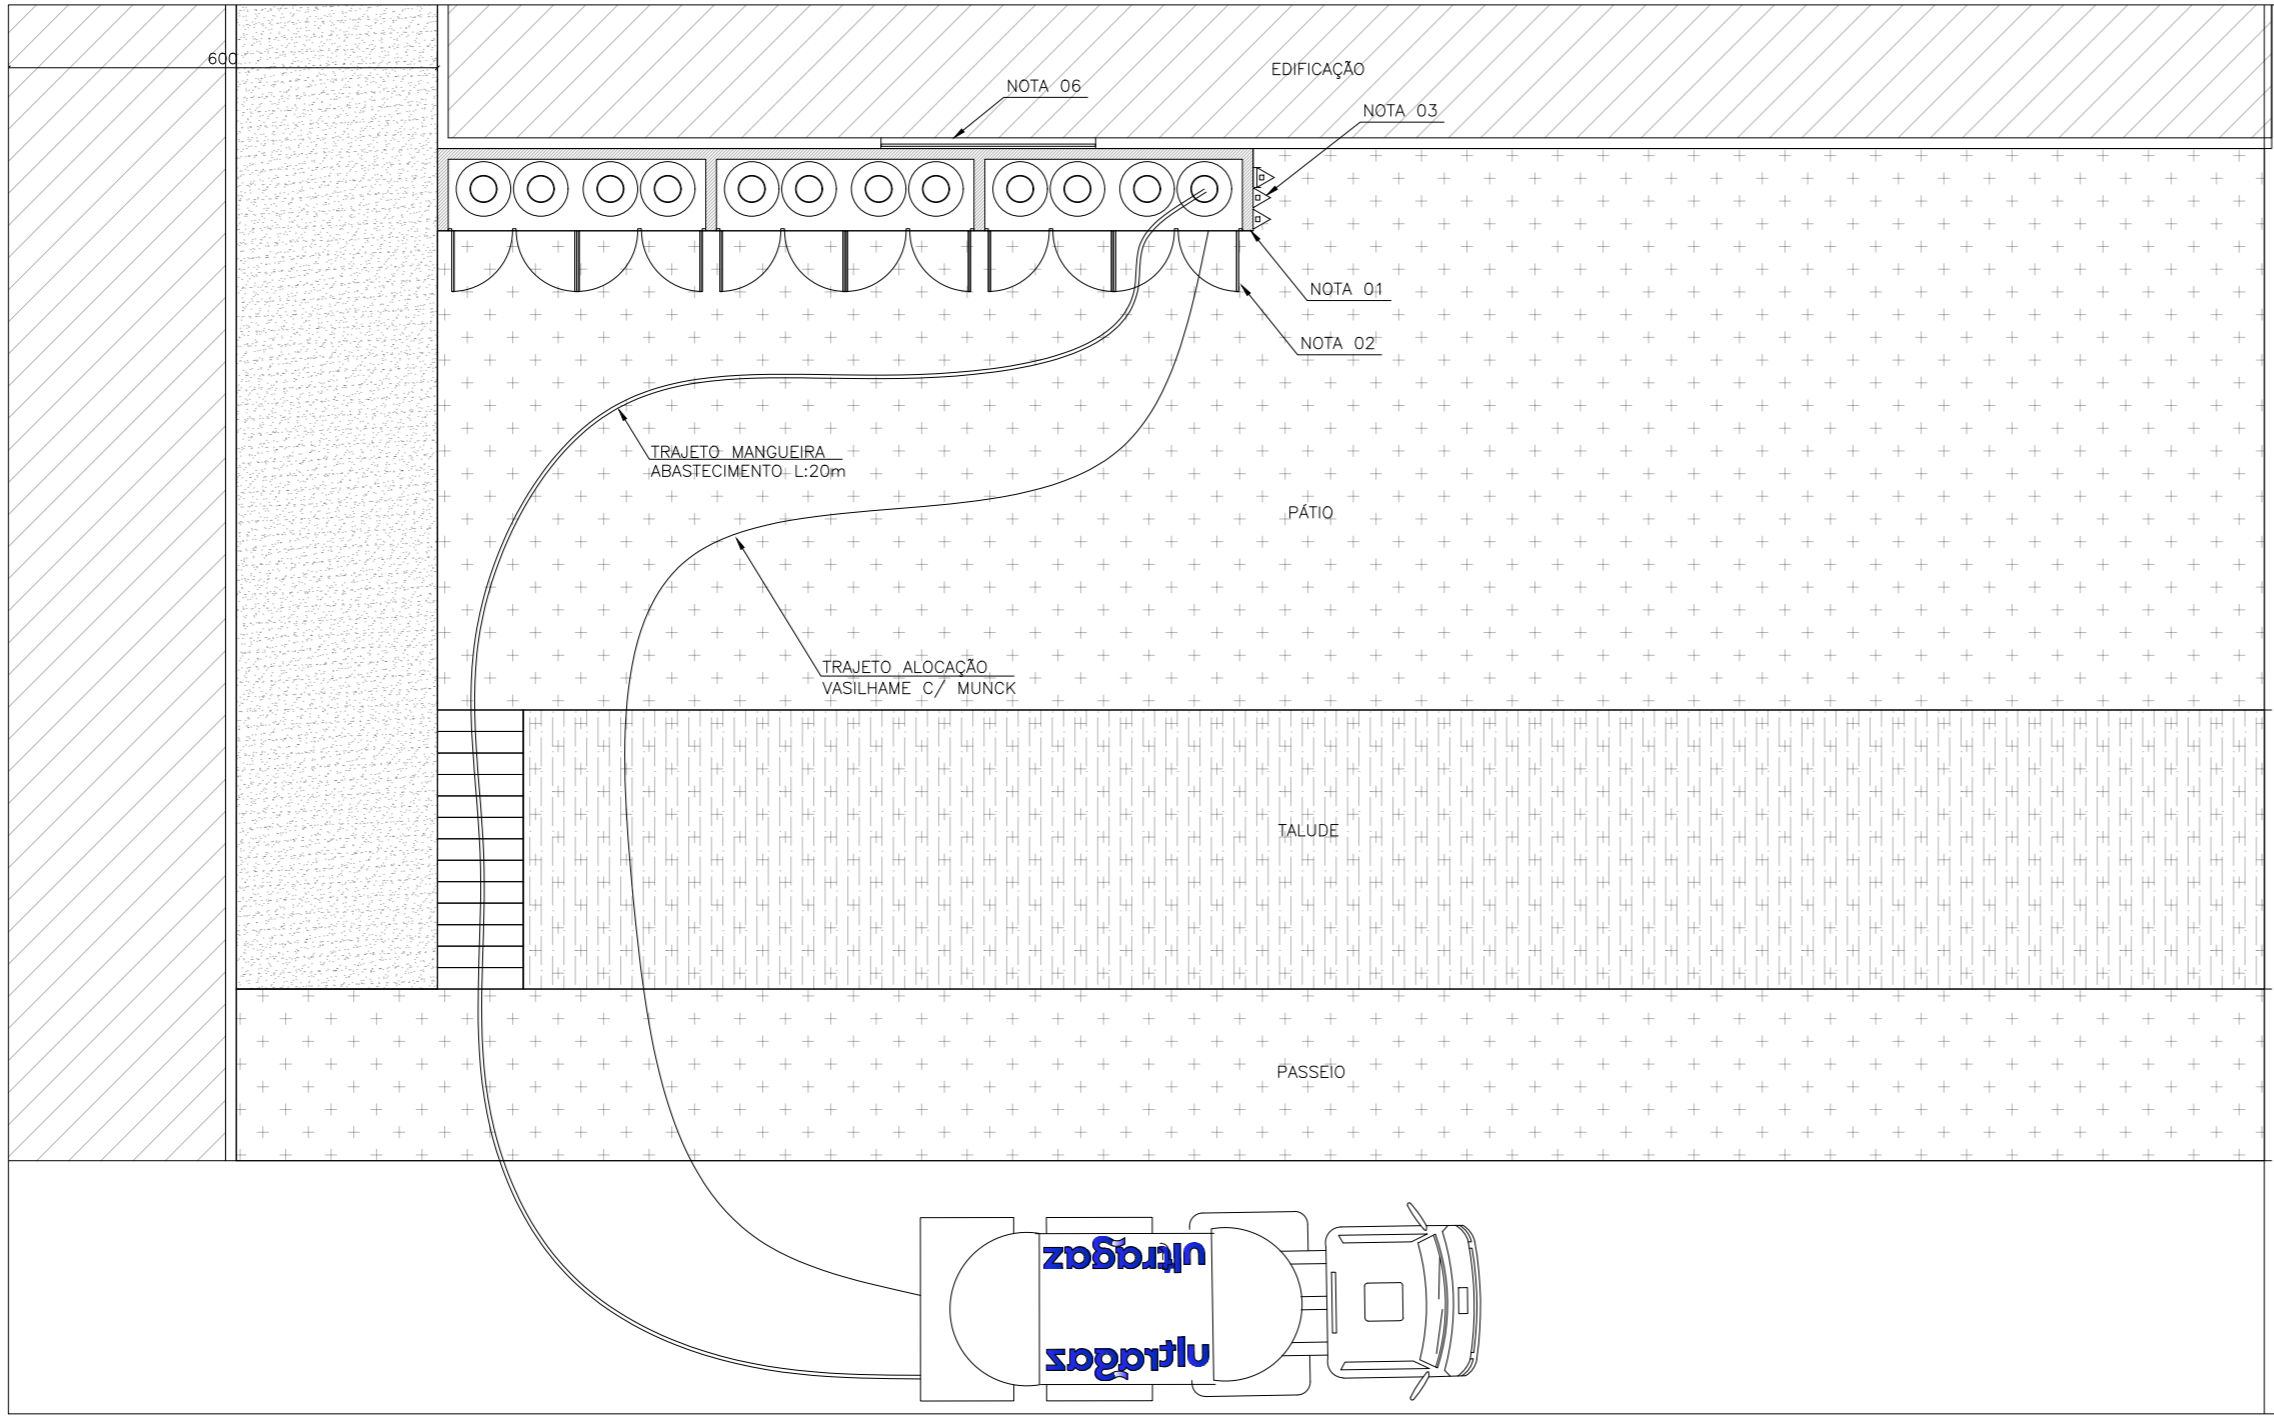 600
EDIFICAÇÃO
NOTA 06
NOTA 03
NOTA 01
NOTA 02
TRAJETO MANGUEIRA
ABASTECIMENTO L:20m
PÁTIO
TRAJETO ALOCAÇÃO
VASILHAME C/ MUNCK
TALUDE
PASSEIO
ultragaz
ultragaz